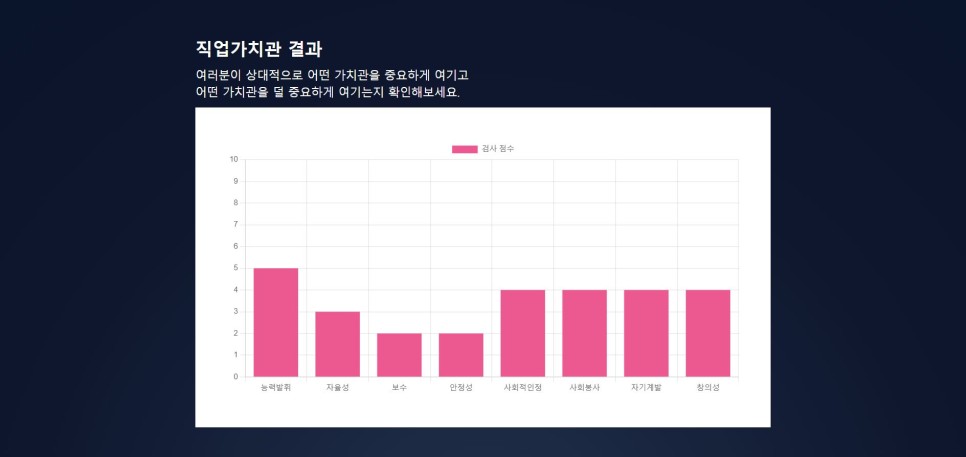 직업가치관 결과
여러분이 상대적으로 어떤 가치관을 중요하게 여기고
어떤 가치관을 덜 중요하게 여기는지 확인해보세요.
검사 점수
10
9
8
7
6
5
4
3
2
1
0
능력발휘 자율성 보수 안정성 사회적인정 사회봉사 자기계발 창의성